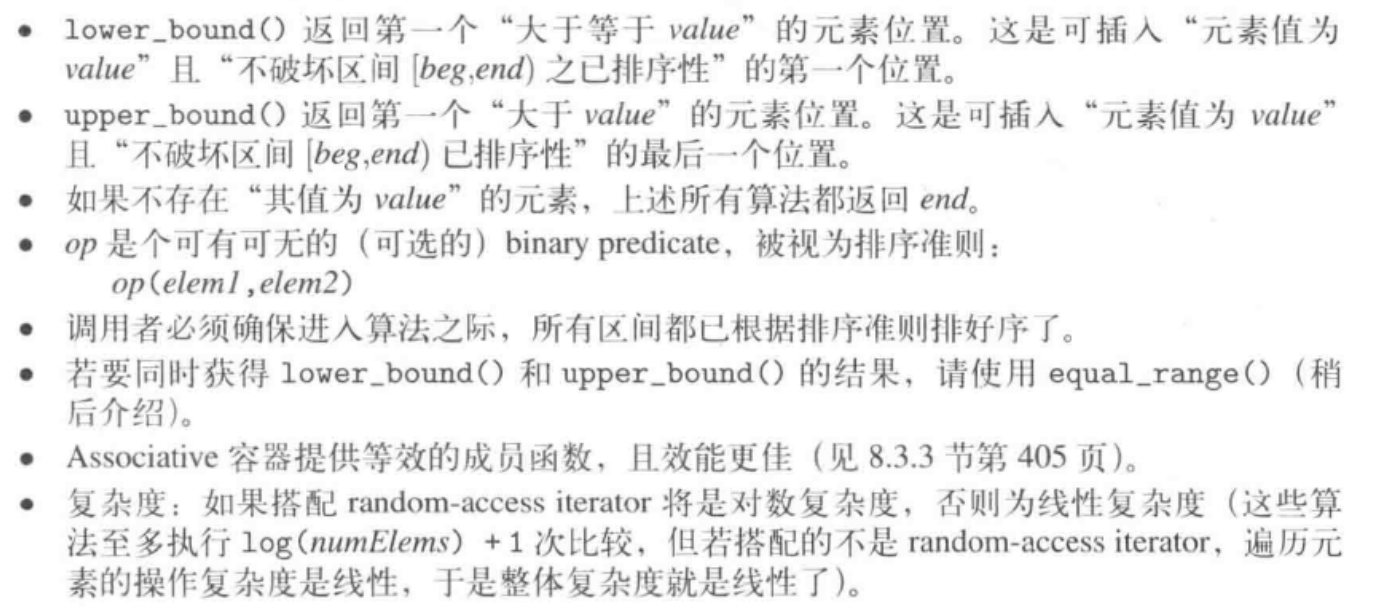 • lower_bound() 返回第一个“大于等于 value”的元素位置。这是可插入“元素值为
value”且“不破坏区间 [beg,end) 之已排序性”的第一个位置。
• upper_bound() 返回第一个“大于 value”的元素位置。这是可插入“元素值为 value”
且“不破坏区间 [beg,end) 已排序性”的最后一个位置。
• 如果不存在“其值为 value”的元素，上述所有算法都返回 end。
• op 是个可有可无的（可选的）binary predicate，被视为排序准则：
op(elem1,elem2)
• 调用者必须确保进入算法之际，所有区间都已根据排序准则排好序了。
• 若要同时获得 lower_bound() 和 upper_bound() 的结果，请使用 equal_range()（稍
后介绍）。
• Associative 容器提供等效的成员函数，且效能更佳（见 8.3.3 节第 405 页）。
• 复杂度：如果搭配 random-access iterator 将是对数复杂度，否则为线性复杂度（这些算
法至多执行 log(numElems) + 1 次比较，但若搭配的不是 random-access iterator，遍历元
素的操作复杂度是线性，于是整体复杂度就是线性了）。